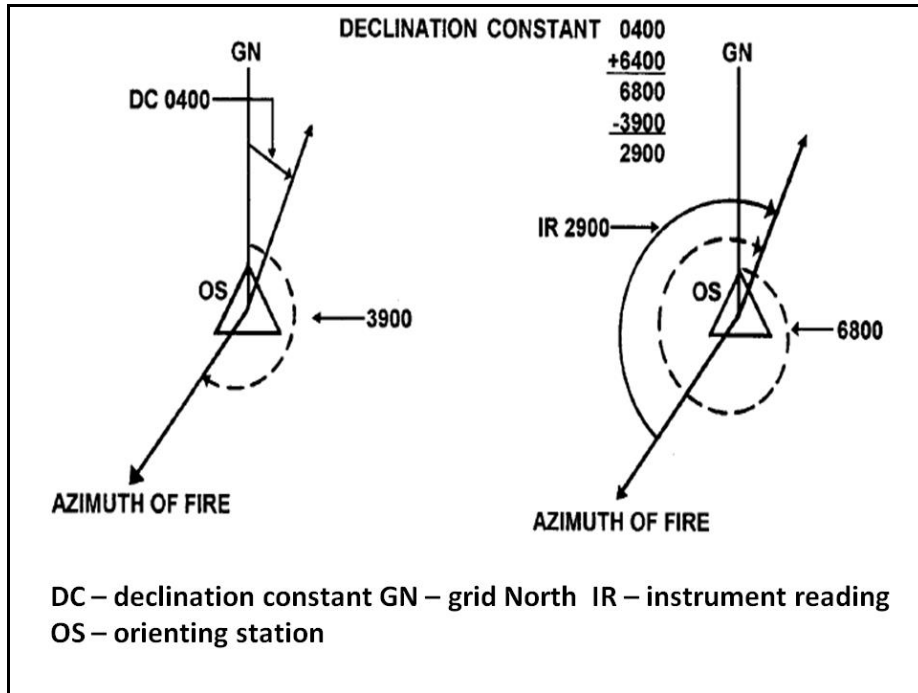 DECLINATION CONSTANT 0400
+6400
6800
-3900
2900
GN
DC 0400
OS
3900
AZIMUTH OF FIRE
GN
IR 2900
OS
6800
AZIMUTH OF FIRE
DC – declination constant GN – grid North IR – instrument reading
OS – orienting station